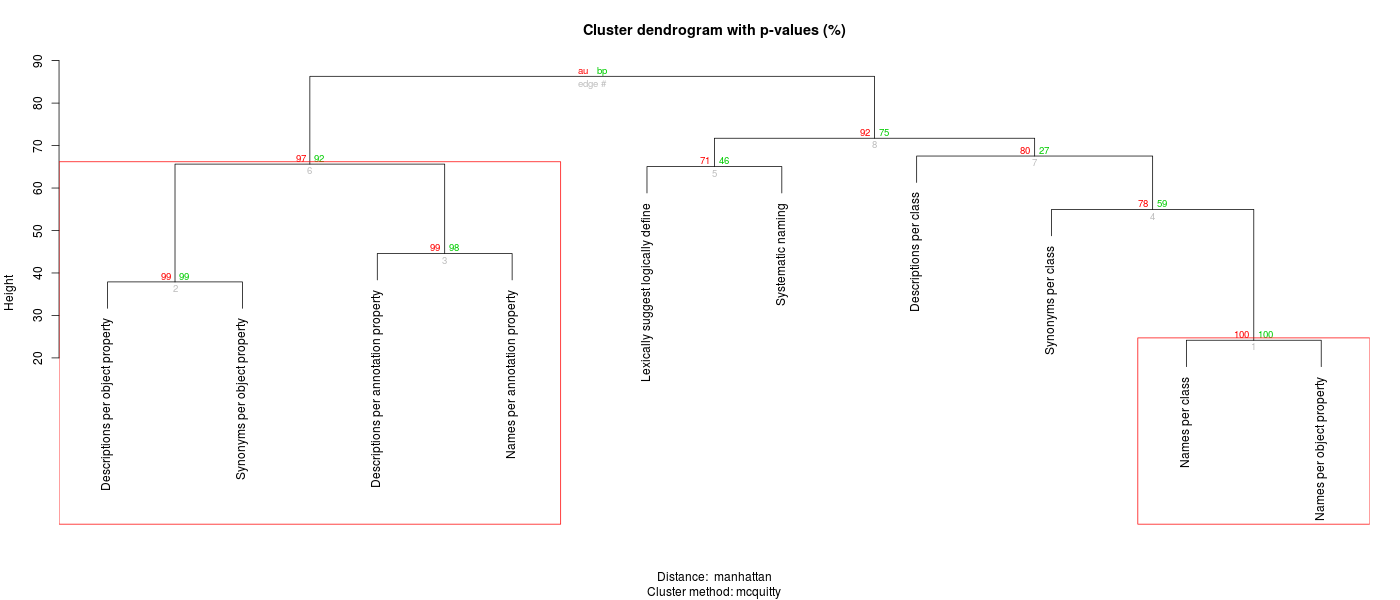 Cluster dendrogram with p-values (%)
Height
90
80
70
60
50
40
30
20
au bp
edge #
92 75
8
97 92
6
71 46
5
80 27
7
78 59
4
99 98
3
99 99
2
100 100
1
Descriptions per object property
Synonyms per object property
Descriptions per annotation property
Names per annotation property
Lexically suggest logically define
Systematic naming
Descriptions per class
Synonyms per class
Names per class
Names per object property
Distance: manhattan
Cluster method: mcquitty